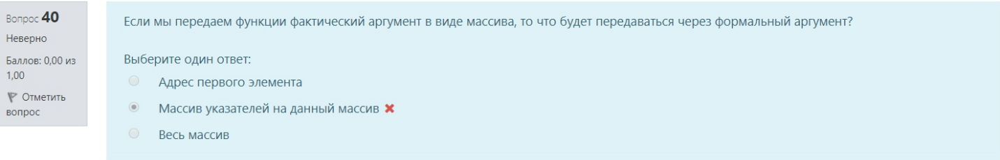 Вопрос 40
Неверно
Баллов: 0,00 из
1,00
Отметить
вопрос
Если мы передаем функции фактический аргумент в виде массива, то что будет передаваться через формальный аргумент?
Выберите один ответ:
Адрес первого элемента
Массив указателей на данный массив
Весь массив